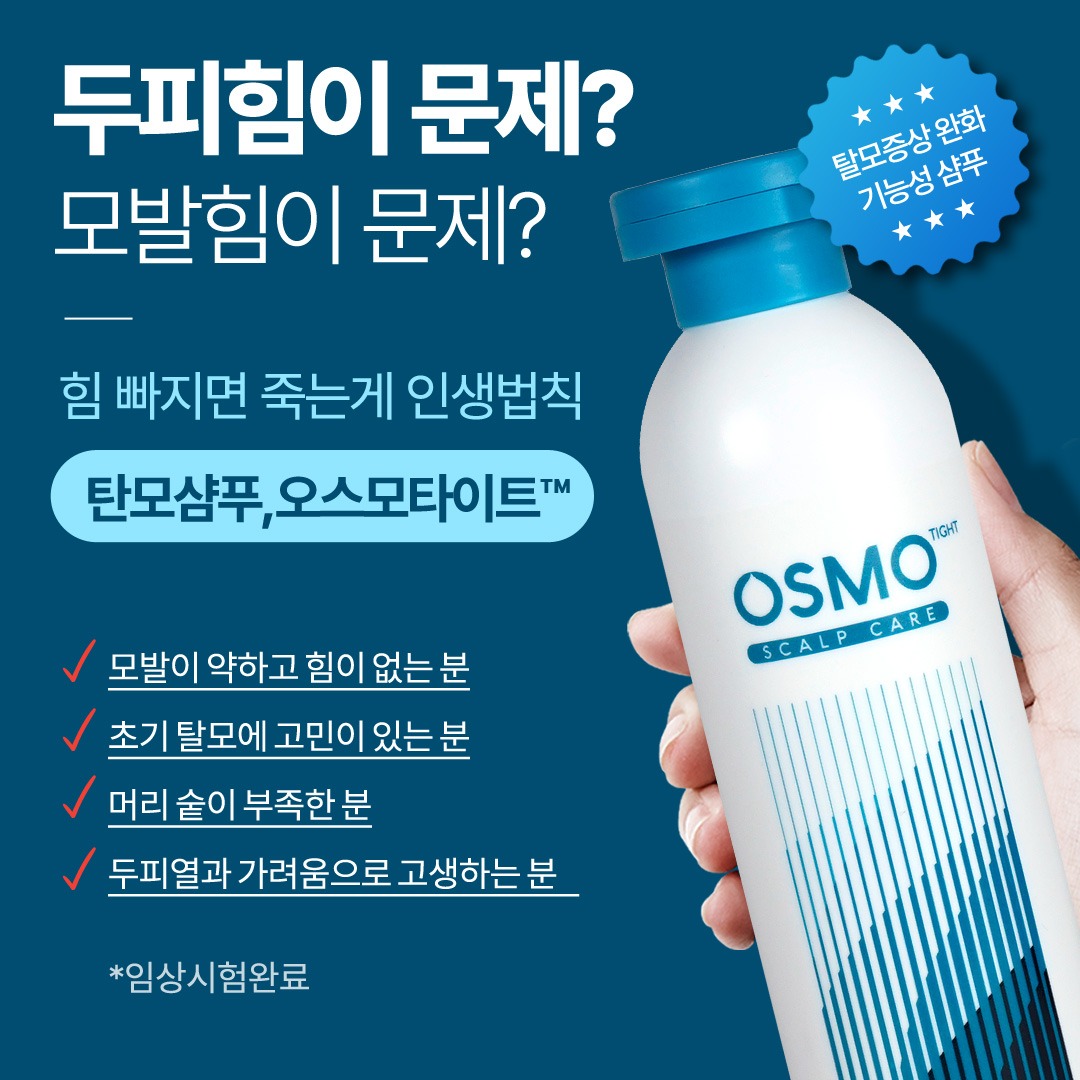 두피힘이 문제?
모발힘이 문제?
힘 빠지면 죽는게 인생법칙
탄모샴푸,오스모타이트™
모발이 약하고 힘이 없는 분
초기 탈모에 고민이 있는 분
머리 숱이 부족한 분
두피열과 가려움으로 고생하는 분
*임상시험완료
탈모증상 완화
기능성 샴푸
OSMO TIGHT
SCALP CARE